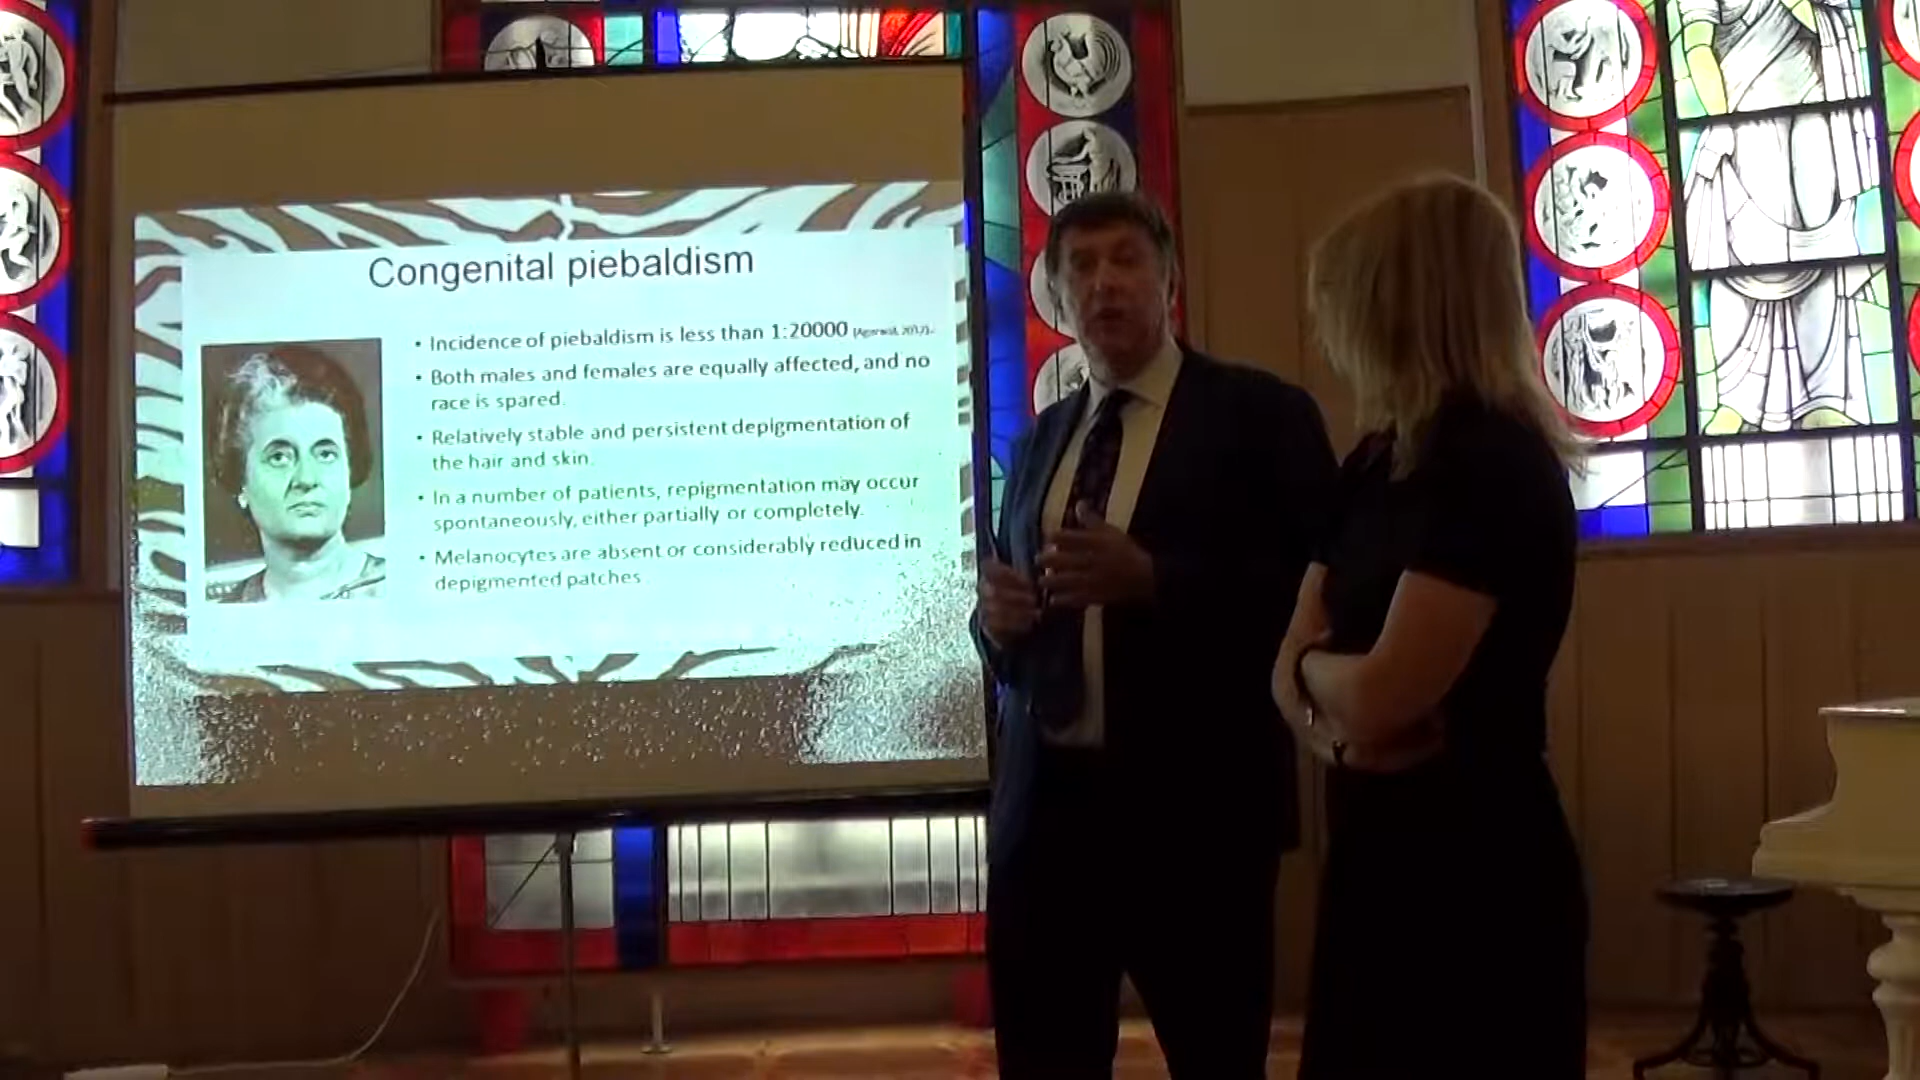 Congenital piebaldism
• Incidence of piebaldism is less than 1:20000 (Agarwal, 2012).
• Both males and females are equally affected, and no
race is spared.
• Relatively stable and persistent depigmentation of
the hair and skin.
• In a number of patients, repigmentation may occur
spontaneously, either partially or completely.
• Melanocytes are absent or considerably reduced in
depigmented patches.